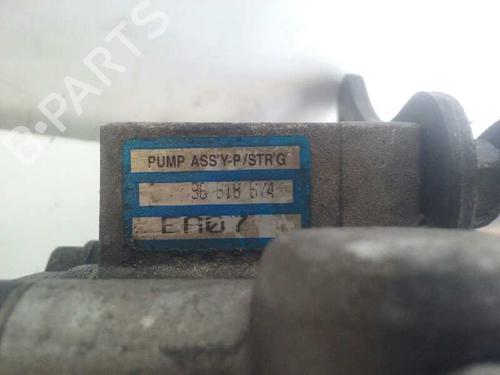 B-PARTS
PUMP ASS'Y-P/STR'G
96 618 674
EA07